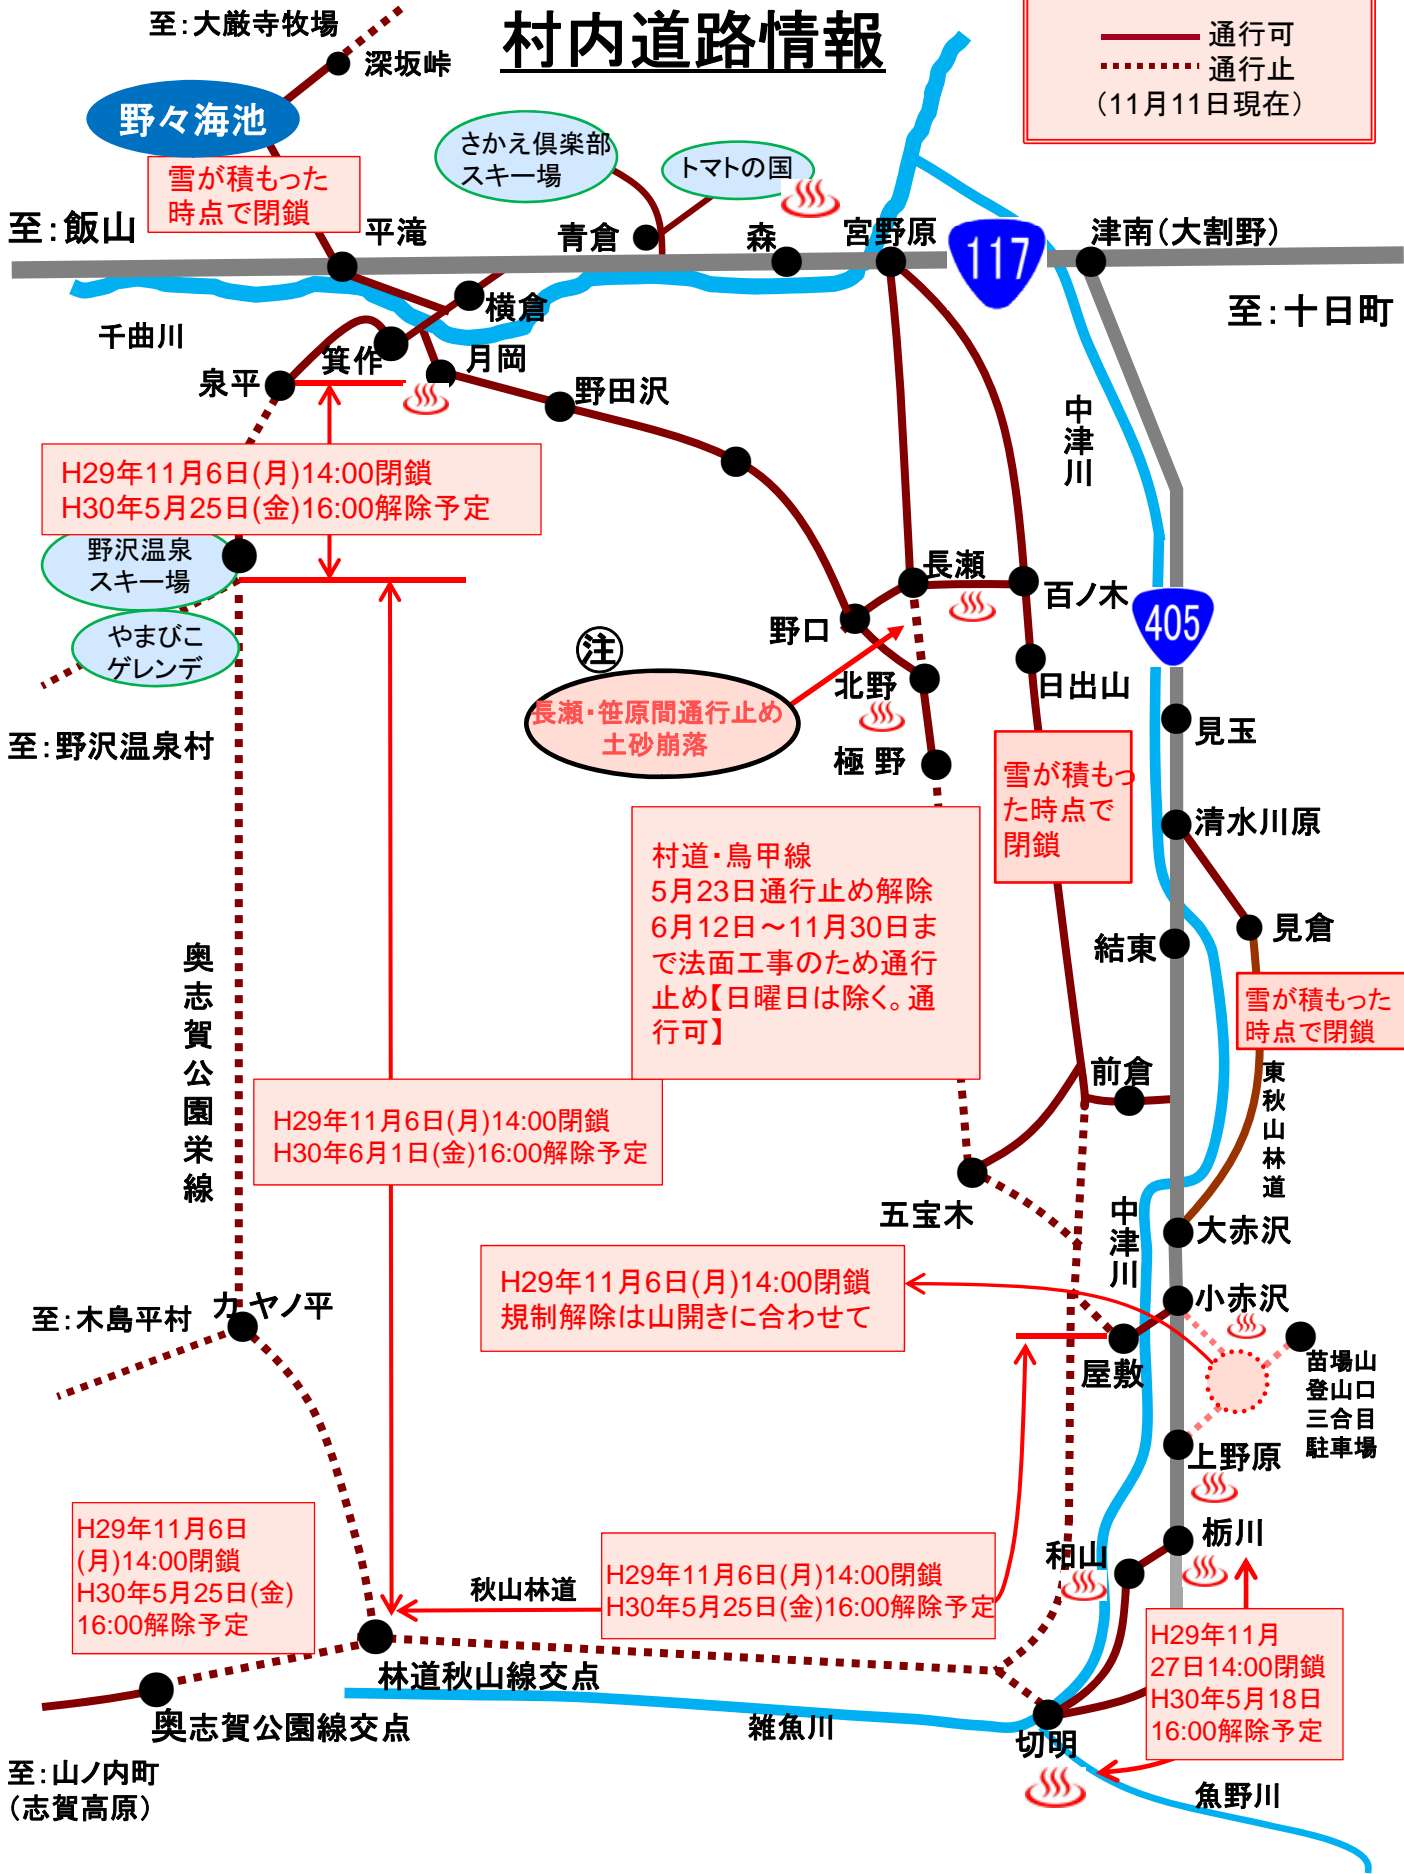 村内道路情報
通行可
通行止
（11月11日現在）
至：大厳寺牧場
深坂峠
野々海池
さかえ倶楽部
スキー場
トマトの国
雪が積もった
時点で閉鎖
至：飯山
平滝
青倉
森
宮野原
117
津南（大割野）
至：十日町
横倉
千曲川
箕作
月岡
泉平
野田沢
中津川
H29年11月6日(月)14:00閉鎖
H30年5月25日(金)16:00解除予定
野沢温泉
スキー場
やまびこ
ゲレンデ
長瀬
百ノ木
405
野口
注
長瀬・笹原間通行止め
土砂崩落
北野
日出山
至：野沢温泉村
極野
見玉
雪が積もっ
た時点で
閉鎖
清水川原
村道・鳥甲線
5月23日通行止め解除
6月12日～11月30日ま
で法面工事のため通行
止め【日曜日は除く。通
行可】
見倉
結東
奥志賀公園栄線
雪が積もった
時点で閉鎖
前倉
東秋山林道
H29年11月6日(月)14:00閉鎖
H30年6月1日(金)16:00解除予定
五宝木
中津川
大赤沢
H29年11月6日(月)14:00閉鎖
規制解除は山開きに合わせて
小赤沢
至：木島平村
カヤノ平
屋敷
苗場山
登山口
三合目
駐車場
上野原
H29年11月6日
(月)14:00閉鎖
H30年5月25日(金)
16:00解除予定
秋山林道
H29年11月6日(月)14:00閉鎖
H30年5月25日(金)16:00解除予定
和山
栃川
H29年11月
27日14:00閉鎖
H30年5月18日
16:00解除予定
林道秋山線交点
奥志賀公園線交点
雑魚川
切明
至：山ノ内町
（志賀高原）
魚野川